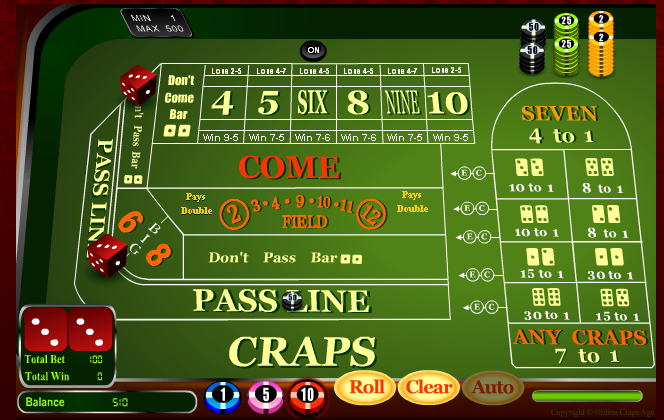 MIN 1
MAX 500
50
25
2
50
25
2
ON
Don't
Come
Bar
Lose 2-5
Lose 4-7
Lose 4-5
Lose 4-5
Lose 4-7
Lose 2-5
4
5
SIX
8
NINE
10
Win 9-5
Win 7-5
Win 7-6
Win 7-6
Win 7-5
Win 9-5
Pass Bar
PASS LIN
COME
Pays
Double
2
3 • 4 • 9 • 10 • 11
12
FIELD
Pays
Double
6
BIG
8
Don't Pass Bar
PASS LINE
50
CRAPS
SEVEN
4 to 1
E C
10 to 1
8 to 1
E C
E C
10 to 1
8 to 1
E C
15 to 1
30 to 1
E C
30 to 1
15 to 1
ANY CRAPS
7 to 1
Total Bet 100
Total Win 0
Balance 510
1
5
10
Roll
Clear
Auto
Copyright © Online Craps Age